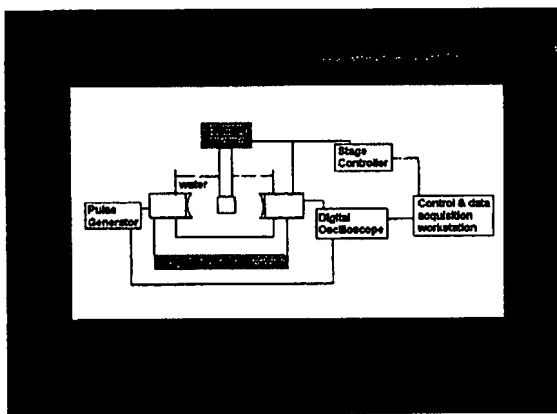 water
Stage
Controller
Pulse
Generator
Digital
Oscilloscope
Control & data
acquisition
workstation